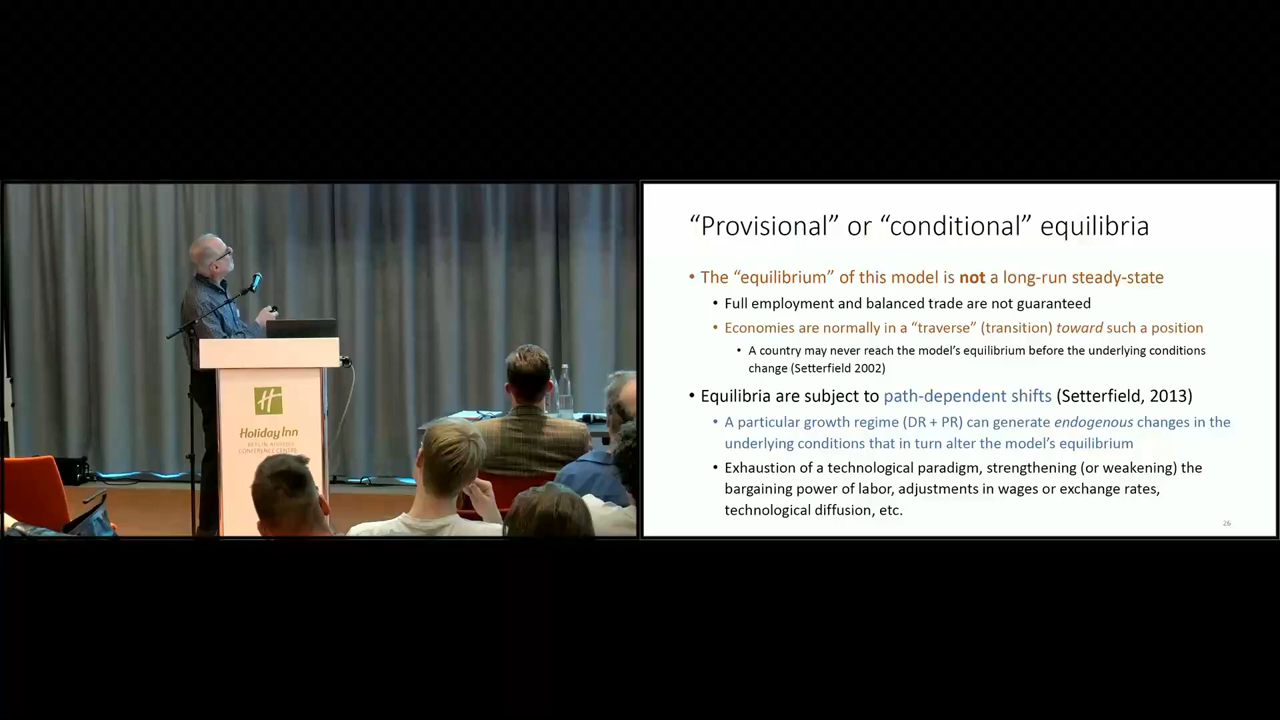 “Provisional” or “conditional” equilibria
• The “equilibrium” of this model is not a long-run steady-state
• Full employment and balanced trade are not guaranteed
• Economies are normally in a “traverse” (transition) toward such a position
• A country may never reach the model’s equilibrium before the underlying conditions
change (Setterfield 2002)
• Equilibria are subject to path-dependent shifts (Setterfield, 2013)
• A particular growth regime (DR + PR) can generate endogenous changes in the
underlying conditions that in turn alter the model’s equilibrium
• Exhaustion of a technological paradigm, strengthening (or weakening) the
bargaining power of labor, adjustments in wages or exchange rates,
technological diffusion, etc.
26
H
Holiday Inn
CONFERENCE CENTRE